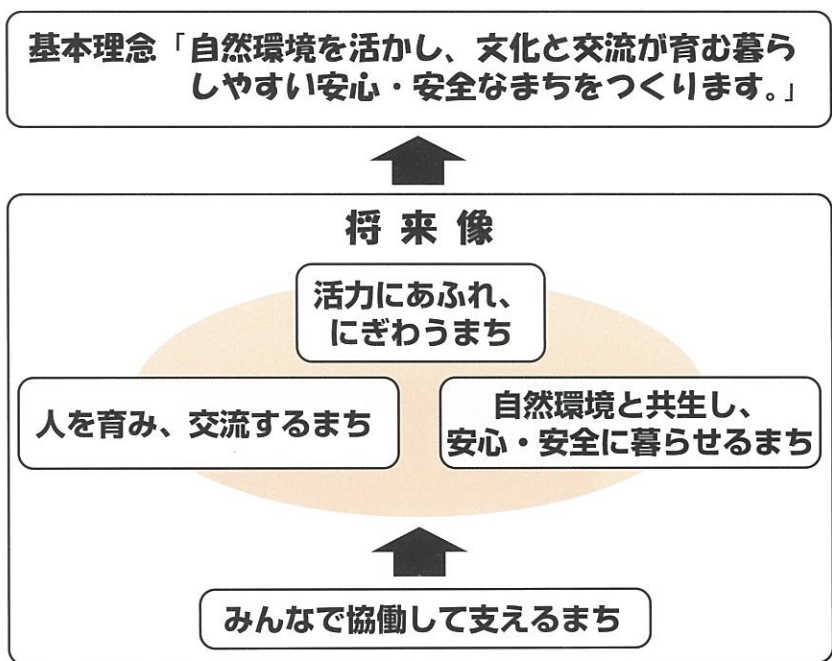 基本理念「自然環境を活かし、文化と交流が育む暮ら
しやすい安心・安全なまちをつくります。」
将来像
活力にあふれ、
にぎわうまち
人を育み、交流するまち
自然環境と共生し、
安心・安全に暮らせるまち
みんなで協働して支えるまち